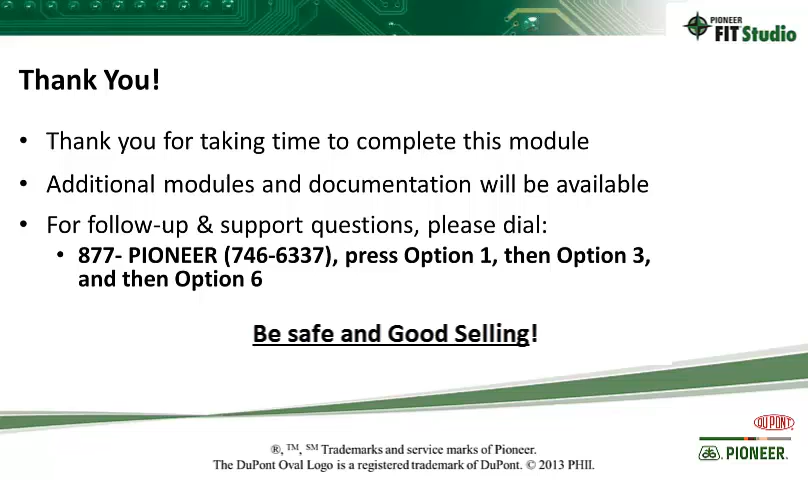 PIONEER
FIT Studio
Thank You!
• Thank you for taking time to complete this module
• Additional modules and documentation will be available
• For follow-up & support questions, please dial:
• 877- PIONEER (746-6337), press Option 1, then Option 3,
and then Option 6
Be safe and Good Selling!
DUPONT
PIONEER.
®, TM, SM Trademarks and service marks of Pioneer.
The DuPont Oval Logo is a registered trademark of DuPont. © 2013 PHII.